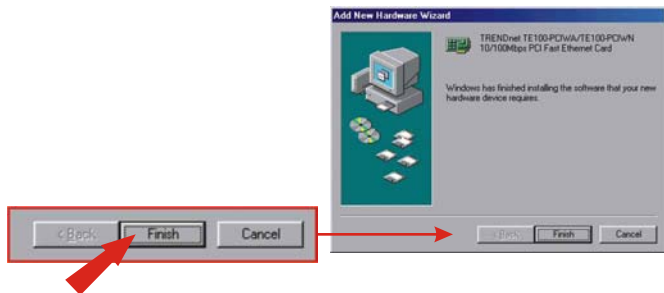 Add New Hardware Wizard
TRENDnet TE100-PCIWA/TE100-PCIWN
10/100Mbps PCI Fast Ethernet Card
Windows has finished installing the software that your new
hardware device requires.
< Back
Finish
Cancel
< Back
Finish
Cancel